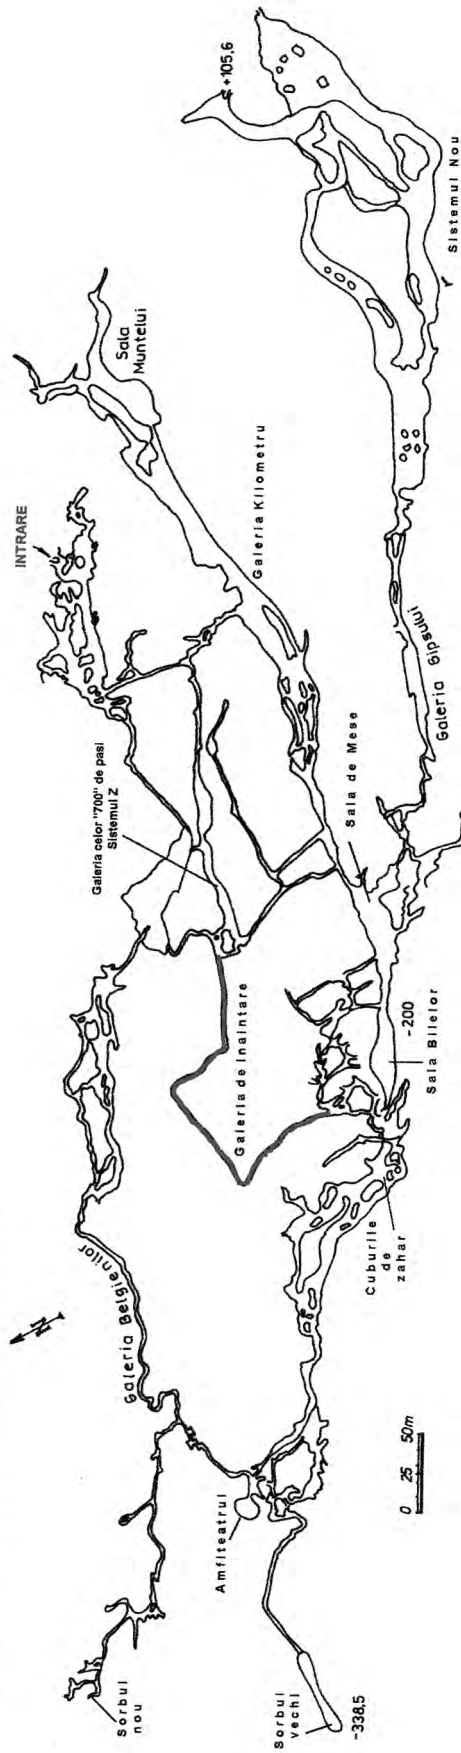 N
Galeria Belgienilor
Sorbul
nou
Amfiteatrul
Sorbul
vechi
-338,5
0 25 50m
Galeria celor "700" de pasi
Sistemul Z
INTRARE
Galeria de Inaintare
Sala
Muntelui
Galeria Kilometru
Sala de Mese
-200
Sala Bilelor
Cuburile
de
zahar
Galeria Gipsului
+105,6
Sistemul Nou